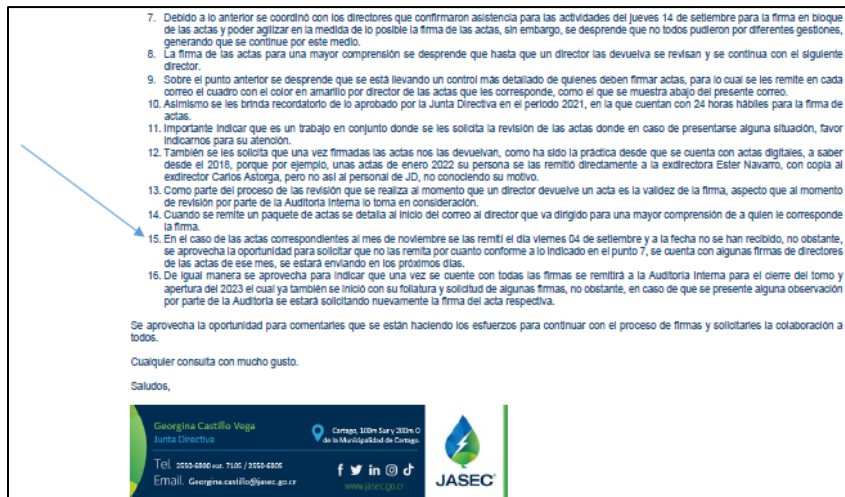 7. Debido a lo anterior se coordinó con los directores que confirmaron asistencia para las actividades del jueves 14 de setiembre para la firma en bloque
de las actas y poder agilizar en la medida de lo posible la firma de las actas, sin embargo, se desprende que no todos pudieron por diferentes gestiones,
generando que se continue por este medio.
8. La firma de las actas para una mayor comprensión se desprende que hasta que un director las devuelva se revisan y se continua con el siguiente
director.
9. Sobre el punto anterior se desprende que se está llevando un control más detallado de quienes deben firmar actas, para lo cual se les remite en cada
correo el cuadro con el color en amarillo por director de las actas que les corresponde, como el que se muestra abajo del presente correo.
10. Asimismo se les brinda recordatorio de lo aprobado por la Junta Directiva en el periodo 2021, en la que cuentan con 24 horas hábiles para la firma de
actas.
11. Importante indicar que es un trabajo en conjunto donde se les solicita la revisión de las actas donde en caso de presentarse alguna situación, favor
indicarnos para su atención.
12. También se les solicita que una vez firmadas las actas nos las devuelvan, como ha sido la práctica desde que se cuenta con actas digitales, a saber
desde el 2018, porque por ejemplo, unas actas de enero 2022 su persona se las remitió directamente a la exdirectora Ester Navarro, con copia al
exdirector Carlos Astorga, pero no así al personal de JD, no conociendo su motivo.
13. Como parte del proceso de las revisión que se realiza al momento que un director devuelve un acta es la validez de la firma, aspecto que al momento
de revisión por parte de la Auditoria Interna lo toma en consideración.
14. Cuando se remite un paquete de actas se detalla al inicio del correo al director que va dirigido para una mayor comprensión de a quien le corresponde
la firma.
15. En el caso de las actas correspondientes al mes de noviembre se las remití el día viernes 04 de setiembre y a la fecha no se han recibido, no obstante,
se aprovecha la oportunidad para solicitar que no las remita por cuanto conforme a lo indicado en el punto 7, se cuenta con algunas firmas de directores
de las actas de ese mes, se estará enviando en los próximos días.
16. De igual manera se aprovecha para indicar que una vez se cuente con todas las firmas se remitirá a la Auditoria Interna para el cierre del tomo y
apertura del 2023 el cual ya también se inició con su foliatura y solicitud de algunas firmas, no obstante, en caso de que se presente alguna observación
por parte de la Auditoría se estará solicitando nuevamente la firma del acta respectiva.
Se aprovecha la oportunidad para comentarles que se están haciendo los esfuerzos para continuar con el proceso de firmas y solicitarles la colaboración a
todos.
Cualquier consulta con mucho gusto.
Saludos,
Georgina Castillo Vega
Junta Directiva
Cartago, 100m Sur y 200m O
de la Municipalidad de Cartago.
Tel. 2550-6800 ext. 7105 / 2550-6805
Email. Georgina.castillo@jasec.go.cr
www.jasec.go.cr
JASEC